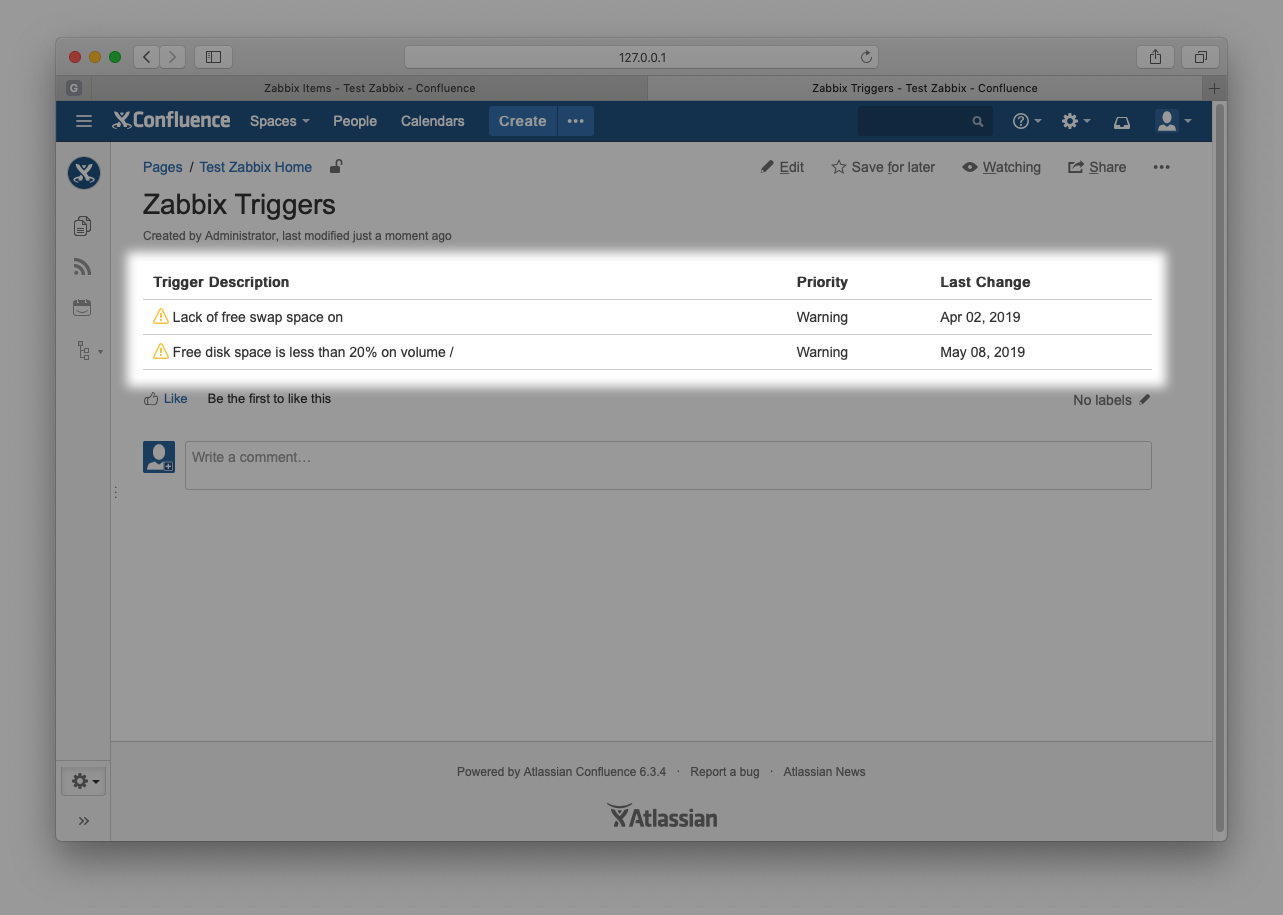 127.0.0.1
G
Zabbix Items - Test Zabbix - Confluence
Zabbix Triggers - Test Zabbix - Confluence
Confluence Spaces People Calendars Create
Pages / Test Zabbix Home
Edit Save for later Watching Share
Zabbix Triggers
Created by Administrator, last modified just a moment ago
Trigger Description Priority Last Change
Lack of free swap space on Warning Apr 02, 2019
Free disk space is less than 20% on volume / Warning May 08, 2019
Like Be the first to like this No labels
Write a comment…
Powered by Atlassian Confluence 6.3.4 · Report a bug · Atlassian News
Atlassian